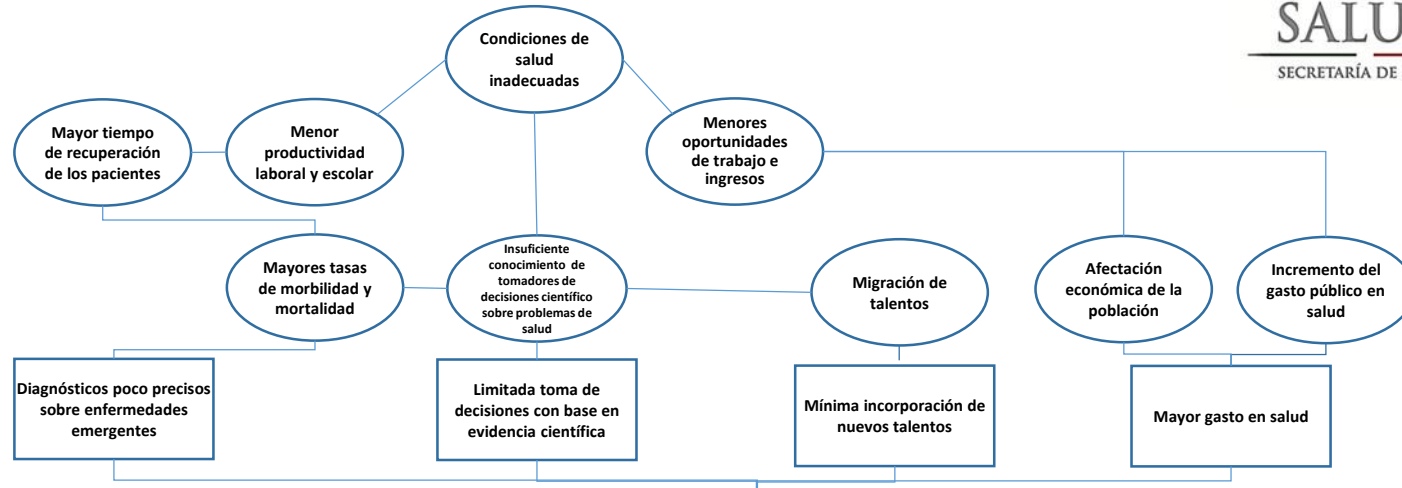 SALU
SECRETARÍA DE
Condiciones de
salud
inadecuadas
Mayor tiempo
de recuperación
de los pacientes
Menor
productividad
laboral y escolar
Menores
oportunidades
de trabajo e
ingresos
Mayores tasas
de morbilidad y
mortalidad
Insuficiente
conocimiento de
tomadores de
decisiones científico
sobre problemas de
salud
Migración de
talentos
Afectación
económica de la
población
Incremento del
gasto público en
salud
Diagnósticos poco precisos
sobre enfermedades
emergentes
Limitada toma de
decisiones con base en
evidencia científica
Mínima incorporación de
nuevos talentos
Mayor gasto en salud